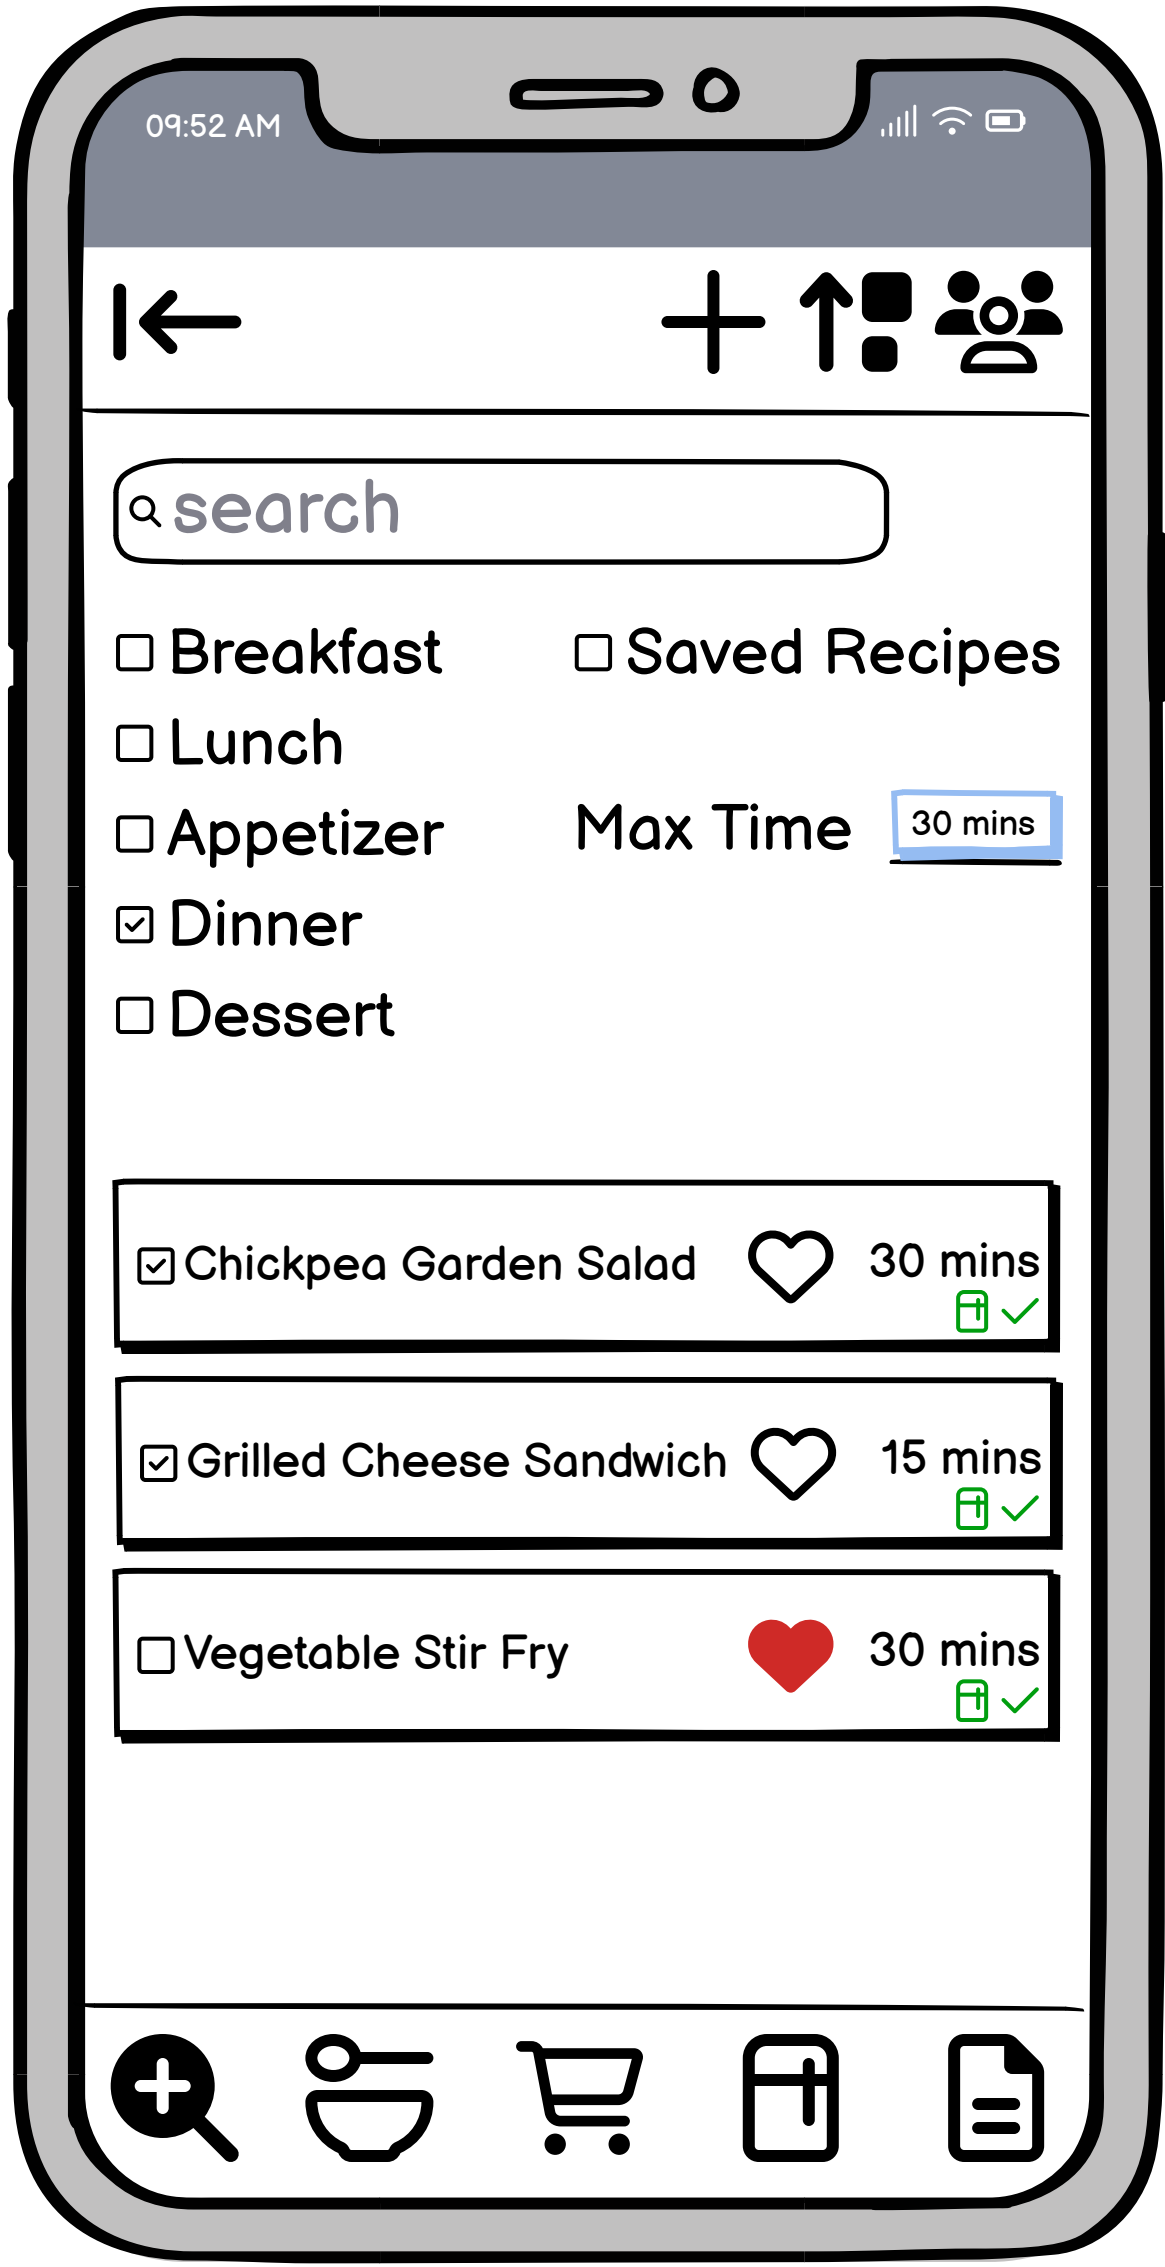 09:52 AM
search
Breakfast
Saved Recipes
Lunch
Appetizer
Max Time
30 mins
Dinner
Dessert
Chickpea Garden Salad
30 mins
Grilled Cheese Sandwich
15 mins
Vegetable Stir Fry
30 mins